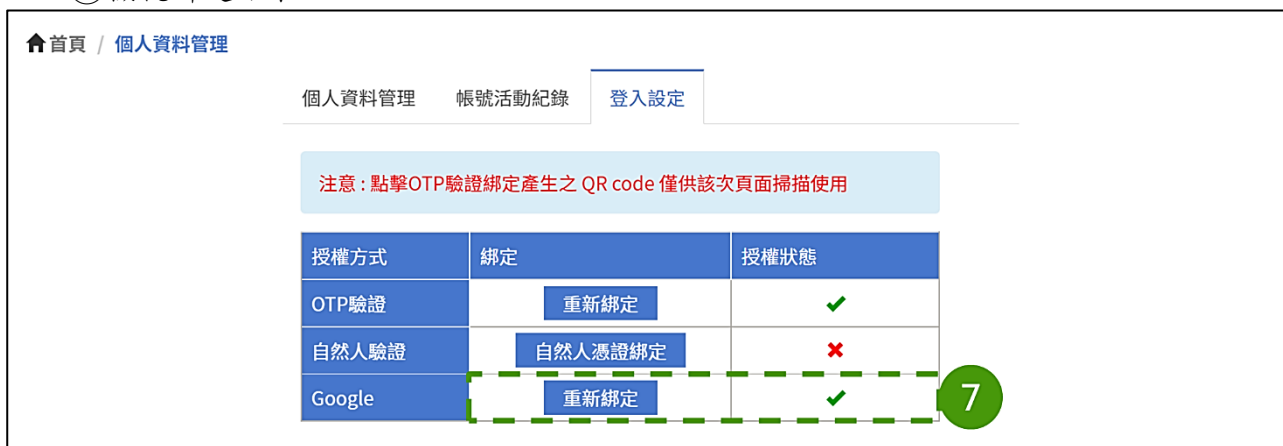 首頁 / 個人資料管理
個人資料管理 帳號活動紀錄 登入設定
注意 : 點擊OTP驗證綁定產生之 QR code 僅供該次頁面掃描使用
授權方式 綁定 授權狀態
OTP驗證 重新綁定 ✔
自然人驗證 自然人憑證綁定 ✖
Google 重新綁定 ✔ 7